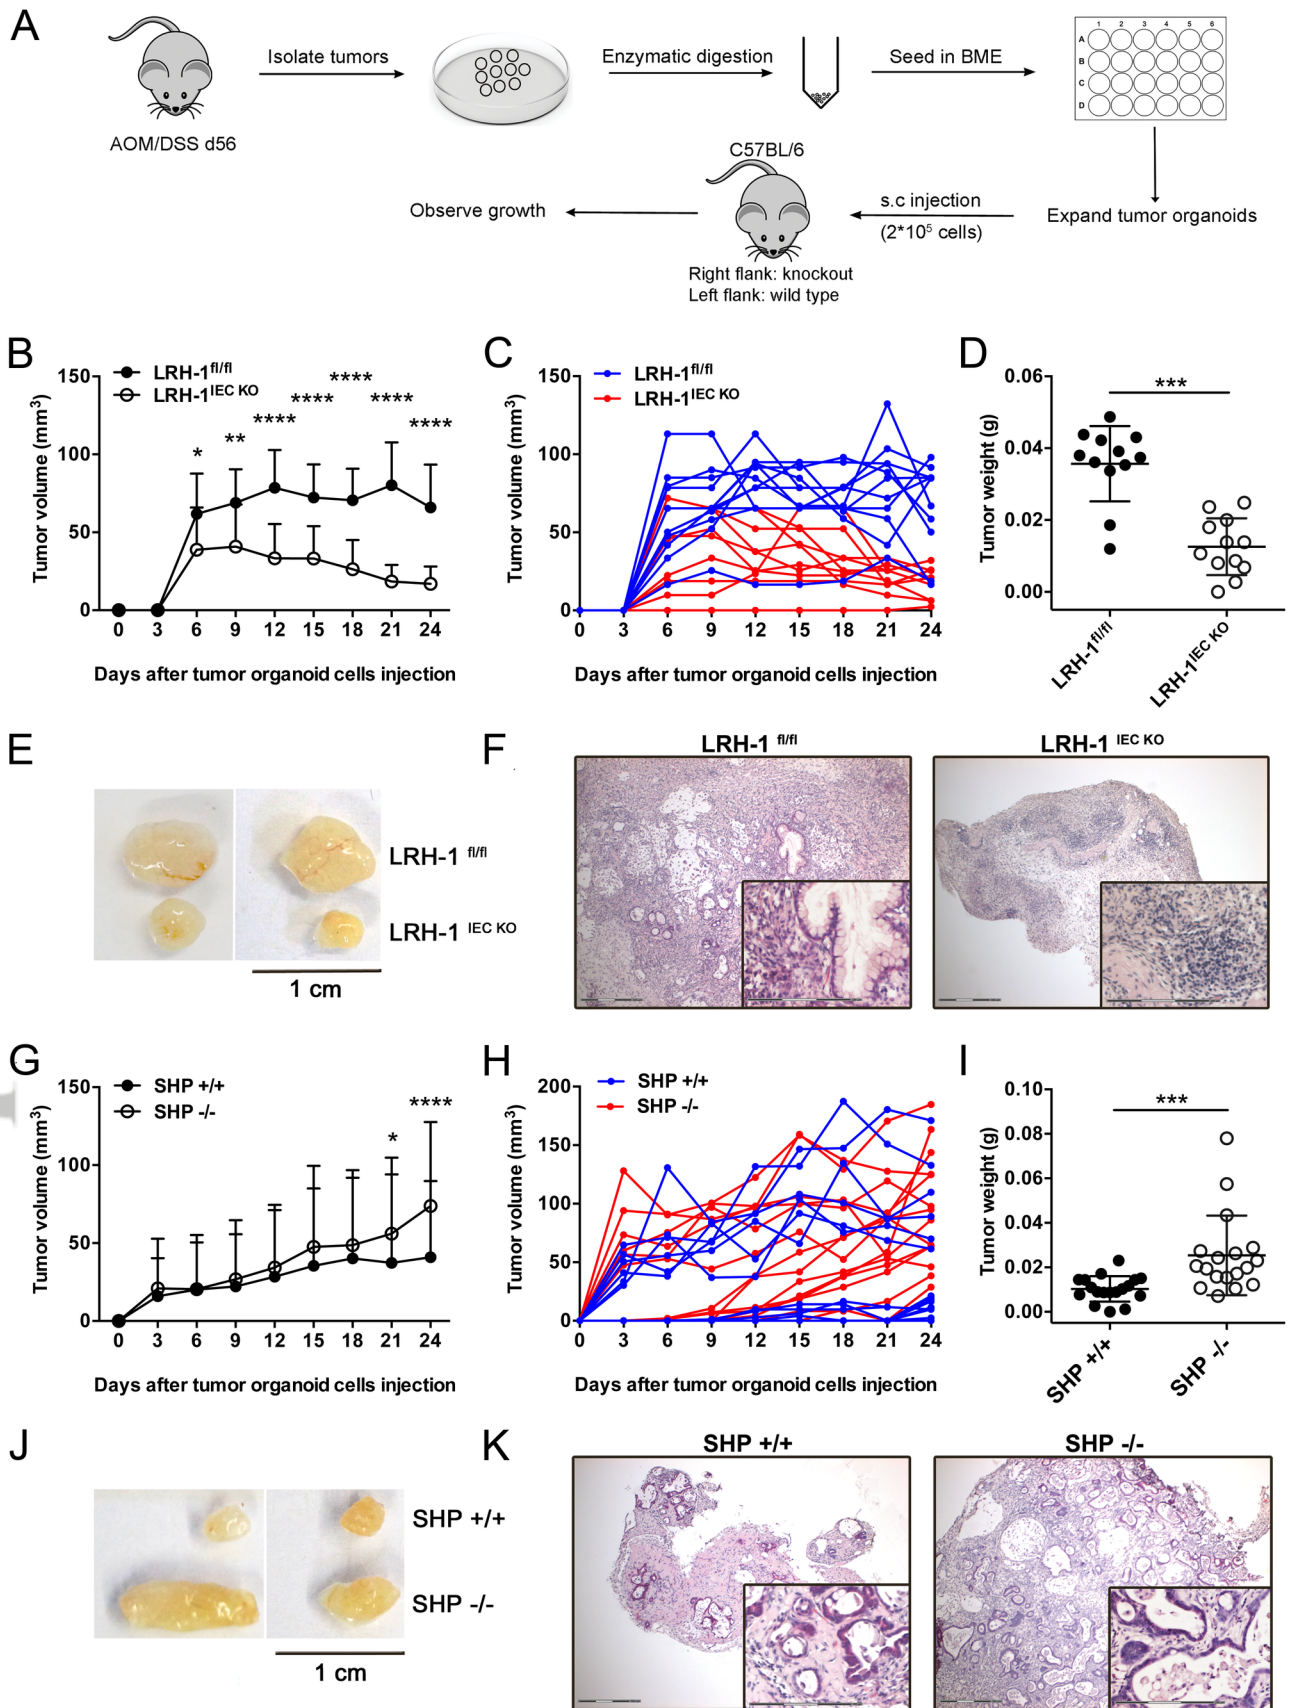 A
Isolate tumors
Enzymatic digestion
Seed in BME
1 2 3 4 5 6
A
B
C
D
AOM/DSS d56
C57BL/6
Observe growth
s.c injection
(2*10⁵ cells)
Expand tumor organoids
Right flank: knockout
Left flank: wild type
B
LRH-1fl/fl
LRH-1IEC KO
Tumor volume (mm³)
150
100
50
0
* ** **** **** **** **** ****
0 3 6 9 12 15 18 21 24
Days after tumor organoid cells injection
C
LRH-1fl/fl
LRH-1IEC KO
Tumor volume (mm³)
150
100
50
0
0 3 6 9 12 15 18 21 24
Days after tumor organoid cells injection
D
***
Tumor weight (g)
0.06
0.04
0.02
0.00
LRH-1fl/fl
LRH-1IEC KO
E
LRH-1 fl/fl
LRH-1 IEC KO
1 cm
F
LRH-1 fl/fl
LRH-1 IEC KO
G
SHP +/+
SHP -/-
Tumor volume (mm³)
150
100
50
0
* ****
0 3 6 9 12 15 18 21 24
Days after tumor organoid cells injection
H
SHP +/+
SHP -/-
Tumor volume (mm³)
200
150
100
50
0
0 3 6 9 12 15 18 21 24
Days after tumor organoid cells injection
I
***
Tumor weight (g)
0.10
0.08
0.06
0.04
0.02
0.00
SHP +/+
SHP -/-
J
SHP +/+
SHP -/-
1 cm
K
SHP +/+
SHP -/-